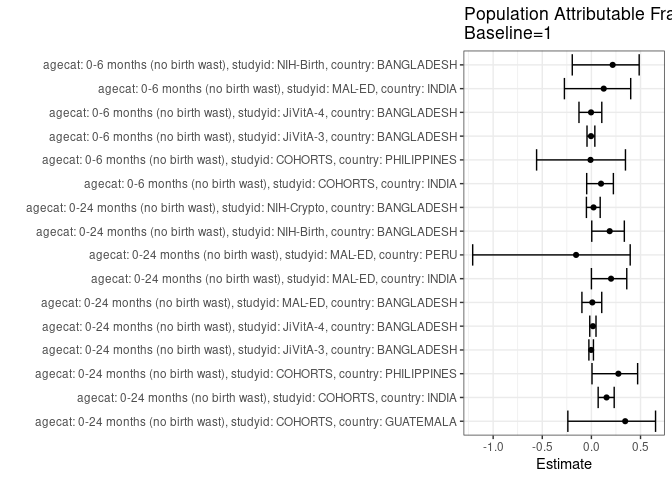 Population Attributable Fra
Baseline=1
agecat: 0-6 months (no birth wast), studyid: NIH-Birth, country: BANGLADESH
agecat: 0-6 months (no birth wast), studyid: MAL-ED, country: INDIA
agecat: 0-6 months (no birth wast), studyid: JiVitA-4, country: BANGLADESH
agecat: 0-6 months (no birth wast), studyid: JiVitA-3, country: BANGLADESH
agecat: 0-6 months (no birth wast), studyid: COHORTS, country: PHILIPPINES
agecat: 0-6 months (no birth wast), studyid: COHORTS, country: INDIA
agecat: 0-24 months (no birth wast), studyid: NIH-Crypto, country: BANGLADESH
agecat: 0-24 months (no birth wast), studyid: NIH-Birth, country: BANGLADESH
agecat: 0-24 months (no birth wast), studyid: MAL-ED, country: PERU
agecat: 0-24 months (no birth wast), studyid: MAL-ED, country: INDIA
agecat: 0-24 months (no birth wast), studyid: MAL-ED, country: BANGLADESH
agecat: 0-24 months (no birth wast), studyid: JiVitA-4, country: BANGLADESH
agecat: 0-24 months (no birth wast), studyid: JiVitA-3, country: BANGLADESH
agecat: 0-24 months (no birth wast), studyid: COHORTS, country: PHILIPPINES
agecat: 0-24 months (no birth wast), studyid: COHORTS, country: INDIA
agecat: 0-24 months (no birth wast), studyid: COHORTS, country: GUATEMALA
-1.0 -0.5 0.0 0.5
Estimate